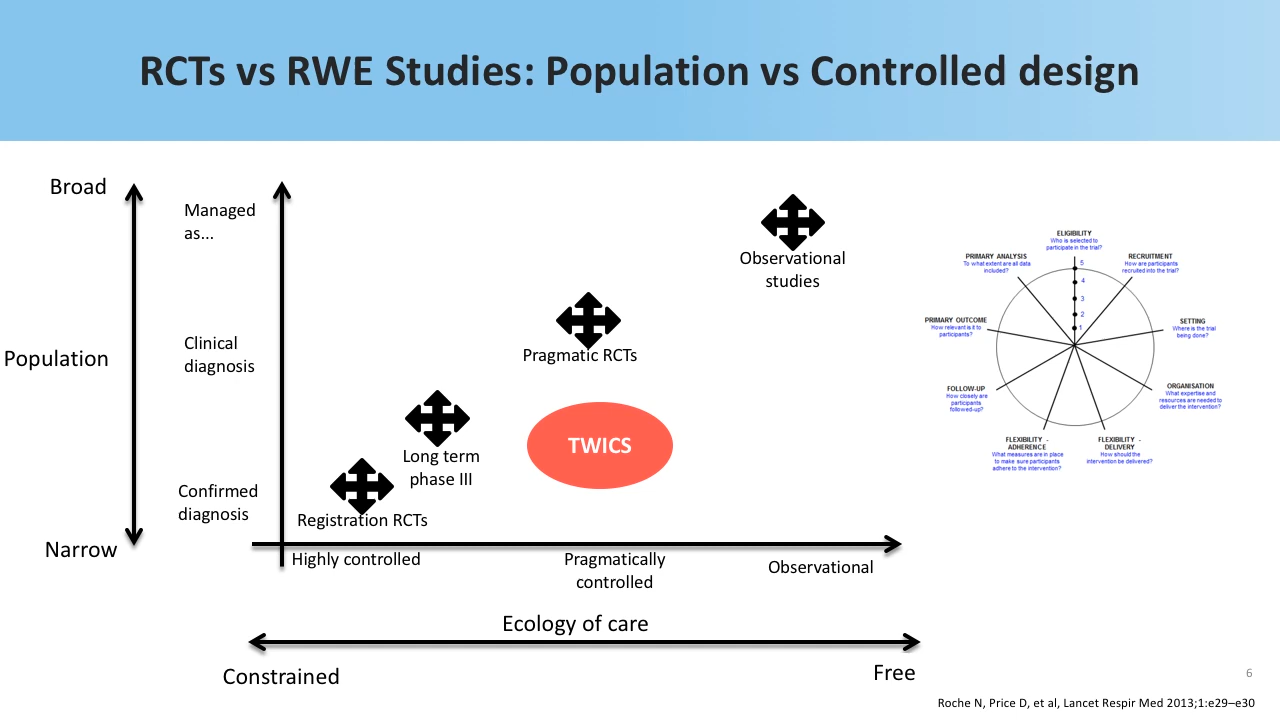 RCTs vs RWE Studies: Population vs Controlled design
Broad
Population
Narrow
Managed
as...
Clinical
diagnosis
Confirmed
diagnosis
Observational
studies
Pragmatic RCTs
TWICS
Long term
phase III
Registration RCTs
Highly controlled
Pragmatically
controlled
Observational
Ecology of care
Constrained
Free
ELIGIBILITY
Who is selected to
participate in the trial?
PRIMARY ANALYSIS
To what extent are all data
included?
RECRUITMENT
How are participants
recruited into the trial?
5
4
3
2
1
PRIMARY OUTCOME
How relevant is it to
participants?
SETTING
Where is the trial
being done?
FOLLOW-UP
How closely are
participants
followed-up?
ORGANISATION
What expertise and
resources are needed to
deliver the intervention?
FLEXIBILITY -
ADHERENCE
What measures are in place
to make sure participants
adhere to the intervention?
FLEXIBILITY -
DELIVERY
How should the
intervention be delivered?
6
Roche N, Price D, et al, Lancet Respir Med 2013;1:e29–e30